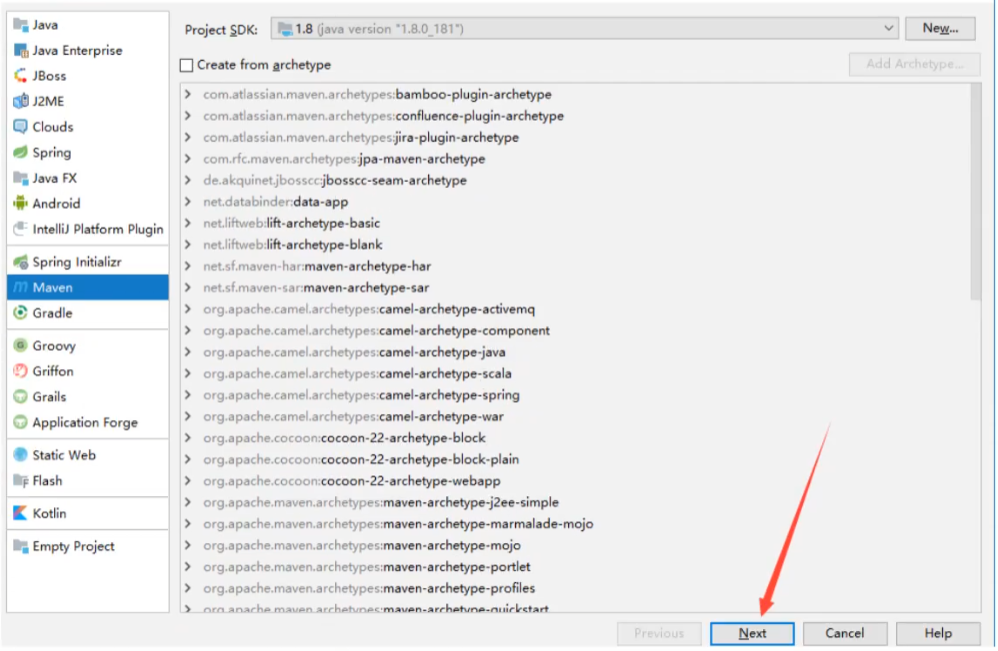 Java
Java Enterprise
JBoss
J2ME
Clouds
Spring
Java FX
Android
IntelliJ Platform Plugin
Spring Initializr
Maven
Gradle
Groovy
Griffon
Grails
Application Forge
Static Web
Flash
Kotlin
Empty Project
Project SDK: 1.8 (java version "1.8.0_181") New...
Create from archetype Add Archetype...
com.atlassian.maven.archetypes:bamboo-plugin-archetype
com.atlassian.maven.archetypes:confluence-plugin-archetype
com.atlassian.maven.archetypes:jira-plugin-archetype
com.rfc.maven.archetypes:jpa-maven-archetype
de.akquinet.jbosscc:jbosscc-seam-archetype
net.databinder:data-app
net.liftweb:lift-archetype-basic
net.liftweb:lift-archetype-blank
net.sf.maven-har:maven-archetype-har
net.sf.maven-sar:maven-archetype-sar
org.apache.camel.archetypes:camel-archetype-activemq
org.apache.camel.archetypes:camel-archetype-component
org.apache.camel.archetypes:camel-archetype-java
org.apache.camel.archetypes:camel-archetype-scala
org.apache.camel.archetypes:camel-archetype-spring
org.apache.camel.archetypes:camel-archetype-war
org.apache.cocoon:cocoon-22-archetype-block
org.apache.cocoon:cocoon-22-archetype-block-plain
org.apache.cocoon:cocoon-22-archetype-webapp
org.apache.maven.archetypes:maven-archetype-j2ee-simple
org.apache.maven.archetypes:maven-archetype-marmalade-mojo
org.apache.maven.archetypes:maven-archetype-mojo
org.apache.maven.archetypes:maven-archetype-portlet
org.apache.maven.archetypes:maven-archetype-profiles
org.apache.maven.archetypes:maven-archetype-quickstart
Previous Next Cancel Help